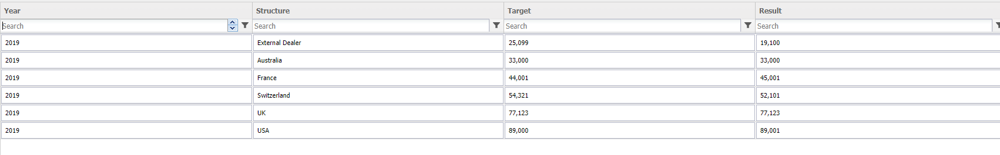 Year Structure Target Result
Search Search Search Search
2019 External Dealer 25,099 19,100
2019 Australia 33,000 33,000
2019 France 44,001 45,001
2019 Switzerland 54,321 52,101
2019 UK 77,123 77,123
2019 USA 89,000 89,001